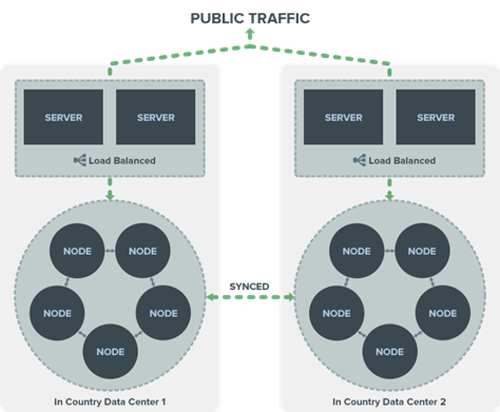 PUBLIC TRAFFIC
SERVER SERVER
Load Balanced
SERVER SERVER
Load Balanced
NODE NODE
NODE NODE
NODE
SYNCED
NODE NODE
NODE NODE
NODE
In Country Data Center 1
In Country Data Center 2